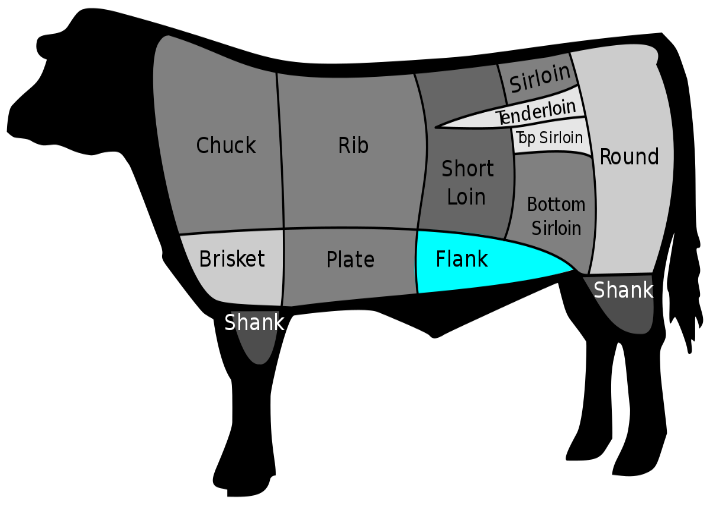 Sirloin
Tenderloin
Top Sirloin
Chuck
Rib
Short
Loin
Round
Bottom
Sirloin
Brisket
Plate
Flank
Shank
Shank